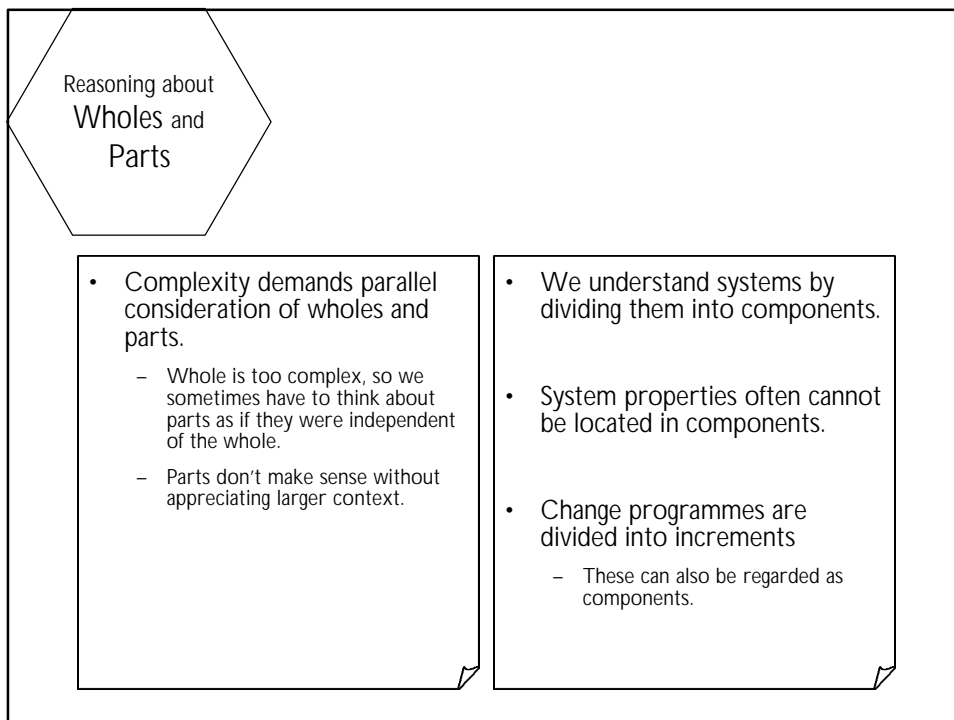 Reasoning about
Wholes and
Parts
• Complexity demands parallel
consideration of wholes and
parts.
– Whole is too complex, so we
sometimes have to think about
parts as if they were independent
of the whole.
– Parts don't make sense without
appreciating larger context.
• We understand systems by
dividing them into components.
• System properties often cannot
be located in components.
• Change programmes are
divided into increments
– These can also be regarded as
components.